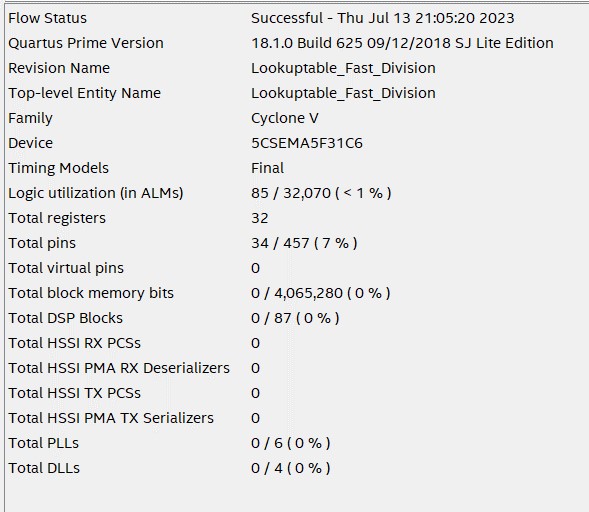 Flow Status Successful - Thu Jul 13 21:05:20 2023
Quartus Prime Version 18.1.0 Build 625 09/12/2018 SJ Lite Edition
Revision Name Lookuptable_Fast_Division
Top-level Entity Name Lookuptable_Fast_Division
Family Cyclone V
Device 5CSEMA5F31C6
Timing Models Final
Logic utilization (in ALMs) 85 / 32,070 ( < 1 % )
Total registers 32
Total pins 34 / 457 ( 7 % )
Total virtual pins 0
Total block memory bits 0 / 4,065,280 ( 0 % )
Total DSP Blocks 0 / 87 ( 0 % )
Total HSSI RX PCSs 0
Total HSSI PMA RX Deserializers 0
Total HSSI TX PCSs 0
Total HSSI PMA TX Serializers 0
Total PLLs 0 / 6 ( 0 % )
Total DLLs 0 / 4 ( 0 % )